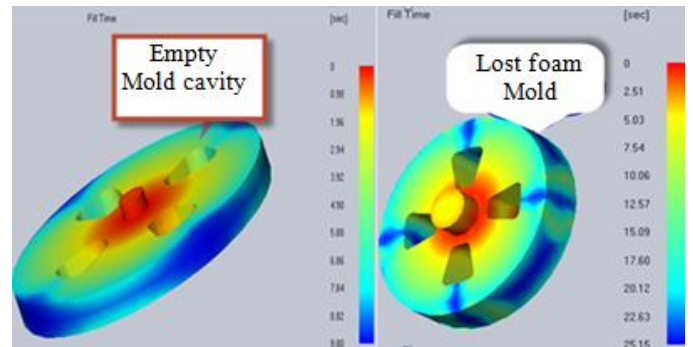 Fill Time
[sec]
Empty
Mold cavity
0
0.98
1.96
2.94
3.92
4.90
5.88
6.86
7.84
8.82
9.80
Fill Time
[sec]
Lost foam
Mold
0
2.51
5.03
7.54
10.06
12.57
15.09
17.60
20.12
22.63
25.15